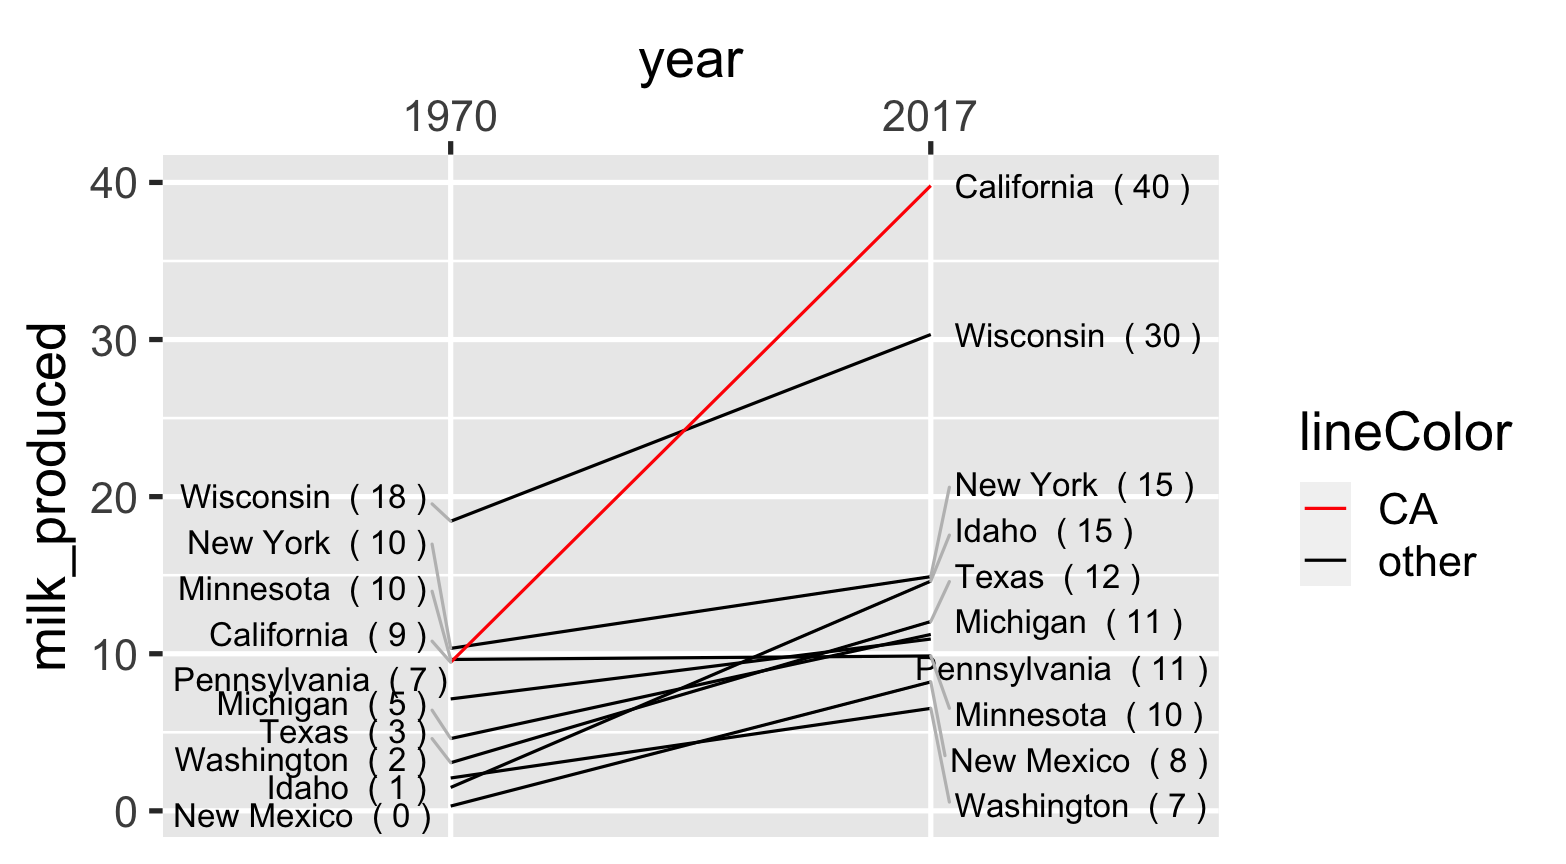 year
1970 2017
40
30
20
10
0
milk_produced
Wisconsin ( 18 )
New York ( 10 )
Minnesota ( 10 )
California ( 9 )
Pennsylvania ( 7 )
Michigan ( 5 )
Texas ( 3 )
Washington ( 2 )
Idaho ( 1 )
New Mexico ( 0 )
California ( 40 )
Wisconsin ( 30 )
New York ( 15 )
Idaho ( 15 )
Texas ( 12 )
Michigan ( 11 )
Pennsylvania ( 11 )
Minnesota ( 10 )
New Mexico ( 8 )
Washington ( 7 )
lineColor
CA
other